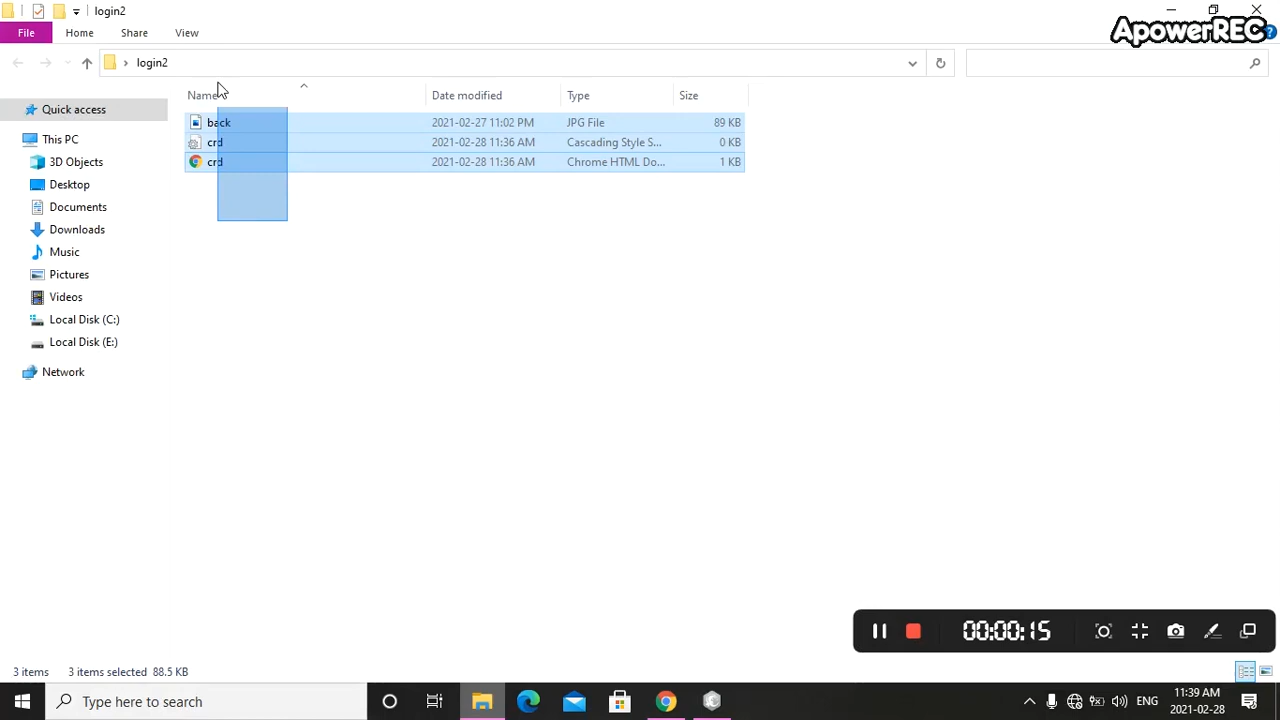 login2
ApowerREC
File Home Share View
login2
Name Date modified Type Size
Quick access
This PC
3D Objects
Desktop
Documents
Downloads
Music
Pictures
Videos
Local Disk (C:)
Local Disk (E:)
Network
back 2021-02-27 11:02 PM JPG File 89 KB
crd 2021-02-28 11:36 AM Cascading Style S... 0 KB
crd 2021-02-28 11:36 AM Chrome HTML Do... 1 KB
00:00:15
3 items 3 items selected 88.5 KB
Type here to search
ENG
11:39 AM
2021-02-28